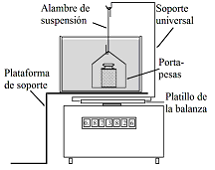 Alambre de
suspensión
Soporte
universal
Plataforma
de soporte
Porta-
pesas
Platillo de
la balanza